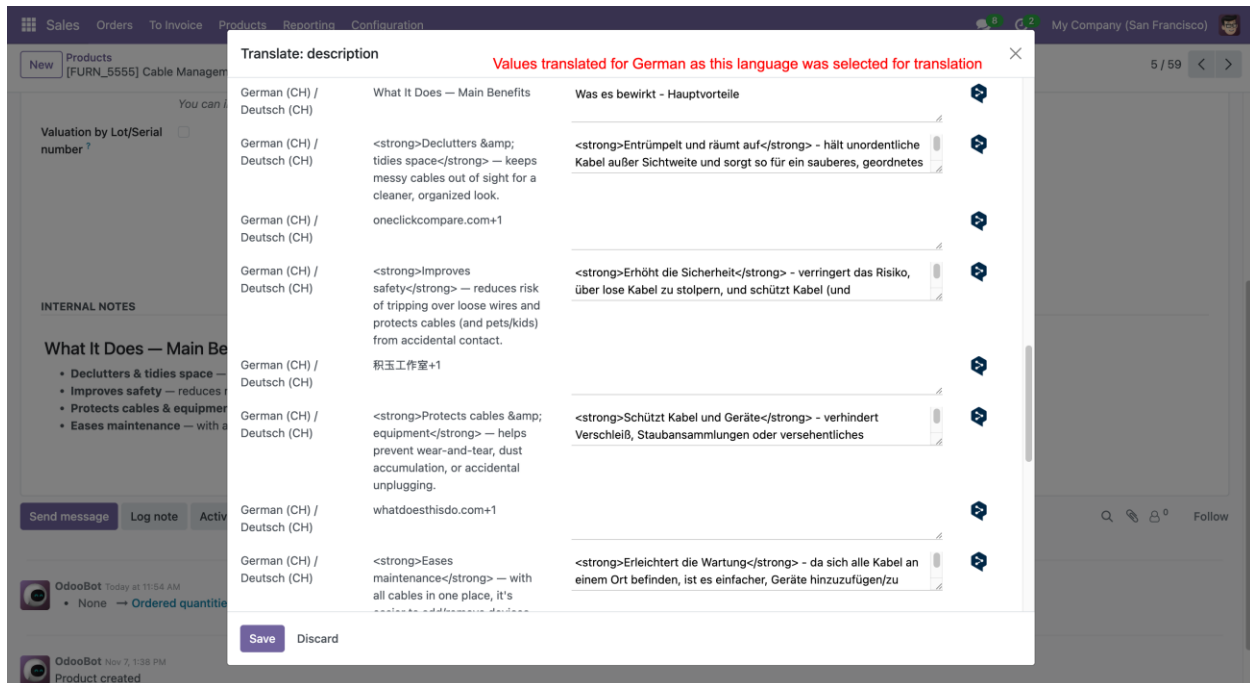 Sales Orders To Invoice Products Reporting Configuration 8 2 My Company (San Francisco)
New Products
[FURN_5555] Cable Managem
5 / 59
Translate: description
Values translated for German as this language was selected for translation
You can
Valuation by Lot/Serial
number ?
German (CH) /
Deutsch (CH)
What It Does — Main Benefits
Was es bewirkt - Hauptvorteile
German (CH) /
Deutsch (CH)
<strong>Declutters &amp;
tidies space</strong> — keeps
messy cables out of sight for a
cleaner, organized look.
<strong>Entrümpelt und räumt auf</strong> - hält unordentliche
Kabel außer Sichtweite und sorgt so für ein sauberes, geordnetes
German (CH) /
Deutsch (CH)
oneclickcompare.com+1
German (CH) /
Deutsch (CH)
<strong>Improves
safety</strong> — reduces risk
of tripping over loose wires and
protects cables (and pets/kids)
from accidental contact.
<strong>Erhöht die Sicherheit</strong> - verringert das Risiko,
über lose Kabel zu stolpern, und schützt Kabel (und
German (CH) /
Deutsch (CH)
积玉工作室+1
German (CH) /
Deutsch (CH)
<strong>Protects cables &amp;
equipment</strong> — helps
prevent wear-and-tear, dust
accumulation, or accidental
unplugging.
<strong>Schützt Kabel und Geräte</strong> - verhindert
Verschleiß, Staubansammlungen oder versehentliches
German (CH) /
Deutsch (CH)
whatdoesthisdo.com+1
German (CH) /
Deutsch (CH)
<strong>Eases
maintenance</strong> — with
all cables in one place, it's
<strong>Erleichtert die Wartung</strong> - da sich alle Kabel an
einem Ort befinden, ist es einfacher, Geräte hinzuzufügen/zu
Save Discard
INTERNAL NOTES
What It Does — Main Be
• Declutters & tidies space —
• Improves safety — reduces
• Protects cables & equipmer
• Eases maintenance — with a
Send message Log note Activ
0 Follow
OdooBot Today at 11:54 AM
• None → Ordered quantitie
OdooBot Nov 7, 1:38 PM
Product created